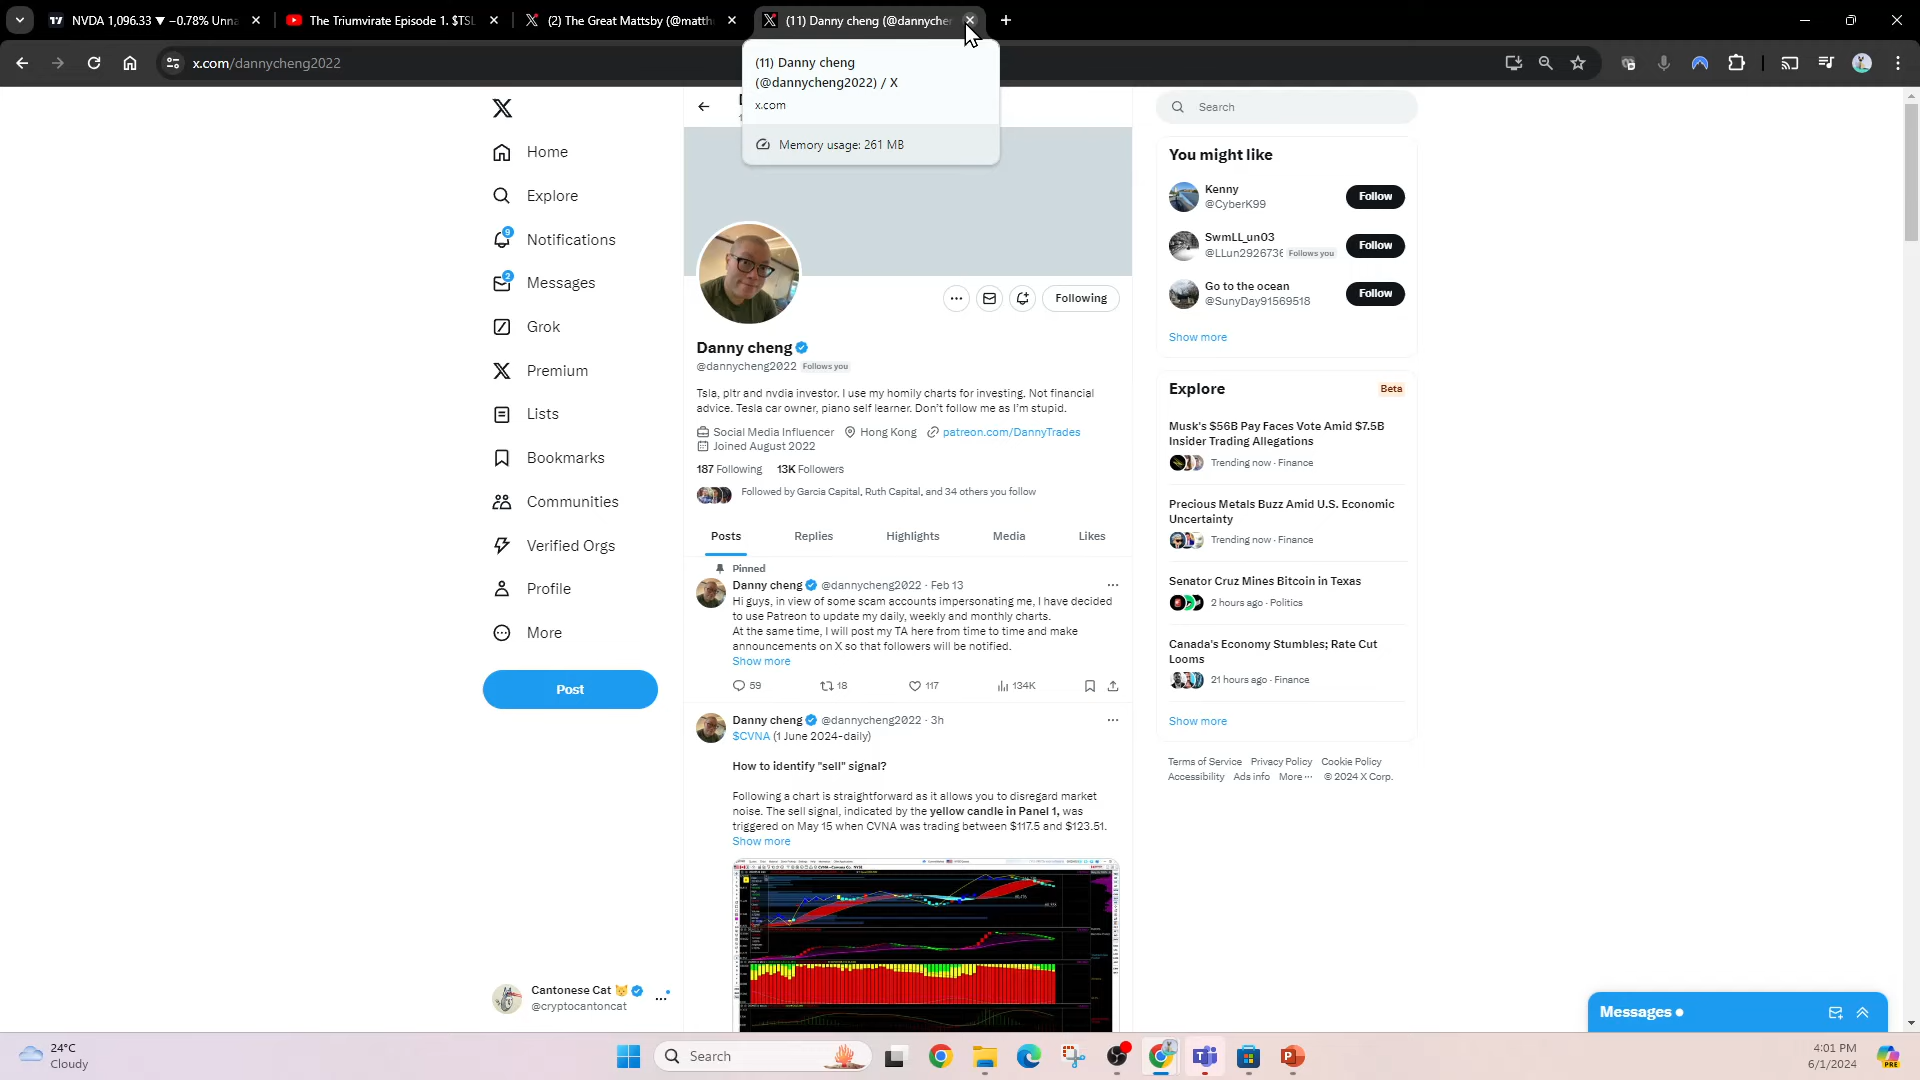 NVDA 1,096.33 ▼ −0.78% Unna
The Triumvirate Episode 1. $TSL
(2) The Great Mattsby (@matth
(11) Danny cheng (@dannychen
x.com/dannycheng2022
(11) Danny cheng
(@dannycheng2022) / X
x.com
Memory usage: 261 MB
Home
Explore
9
Notifications
2
Messages
Grok
Premium
Lists
Bookmarks
Communities
Verified Orgs
Profile
More
Post
Cantonese Cat 🐱
@cryptocantoncat
Following
Danny cheng
@dannycheng2022 Follows you
Tsla, pltr and nvdia investor. I use my homily charts for investing. Not financial
advice. Tesla car owner, piano self learner. Don't follow me as I'm stupid.
Social Media Influencer Hong Kong patreon.com/DannyTrades
Joined August 2022
187 Following 13K Followers
Followed by Garcia Capital, Ruth Capital, and 34 others you follow
Posts Replies Highlights Media Likes
Pinned
Danny cheng @dannycheng2022 · Feb 13
Hi guys, in view of some scam accounts impersonating me, I have decided
to use Patreon to update my daily, weekly and monthly charts.
At the same time, I will post my TA here from time to time and make
announcements on X so that followers will be notified.
Show more
59 18 117 134K
Danny cheng @dannycheng2022 · 3h
$CVNA (1 June 2024-daily)
How to identify "sell" signal?
Following a chart is straightforward as it allows you to disregard market
noise. The sell signal, indicated by the yellow candle in Panel 1, was
triggered on May 15 when CVNA was trading between $117.5 and $123.51.
Show more
Search
You might like
Kenny
@CyberK99
Follow
SwmLL_un03
@LLun2926736 Follows you
Follow
Go to the ocean
@SunyDay91569518
Follow
Show more
Explore Beta
Musk's $56B Pay Faces Vote Amid $7.5B
Insider Trading Allegations
Trending now · Finance
Precious Metals Buzz Amid U.S. Economic
Uncertainty
Trending now · Finance
Senator Cruz Mines Bitcoin in Texas
2 hours ago · Politics
Canada's Economy Stumbles; Rate Cut
Looms
21 hours ago · Finance
Show more
Terms of Service Privacy Policy Cookie Policy
Accessibility Ads info More ··· © 2024 X Corp.
Messages
24°C
Cloudy
Search
4:01 PM
6/1/2024
PRE